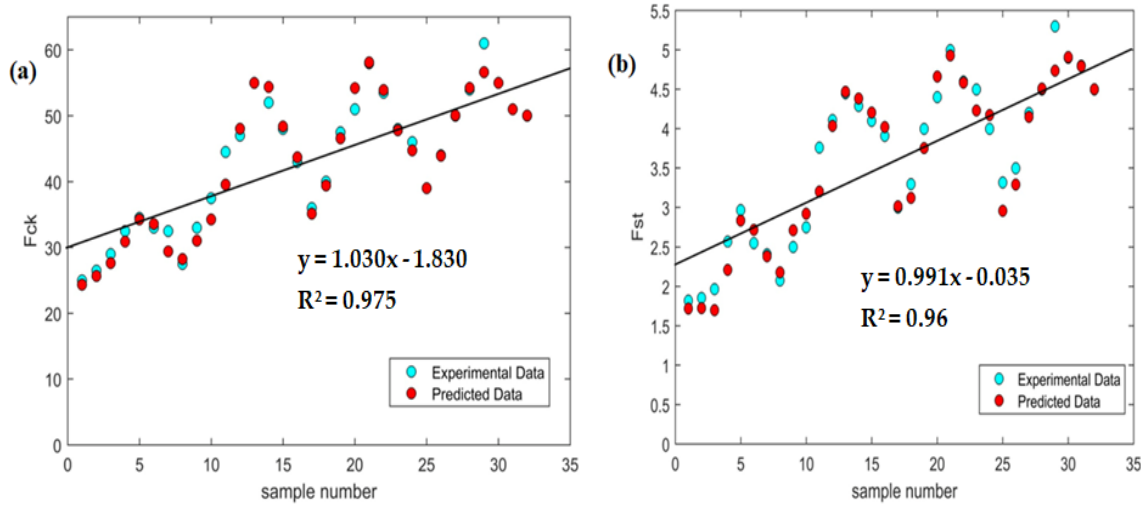 (a)
Fck
60
50
40
30
20
10
0
y = 1.030x - 1.830
R² = 0.975
Experimental Data
Predicted Data
0 5 10 15 20 25 30 35
sample number
(b)
Fst
5.5
5
4.5
4
3.5
3
2.5
2
1.5
1
0.5
0
y = 0.991x - 0.035
R² = 0.96
Experimental Data
Predicted Data
0 5 10 15 20 25 30 35
sample number